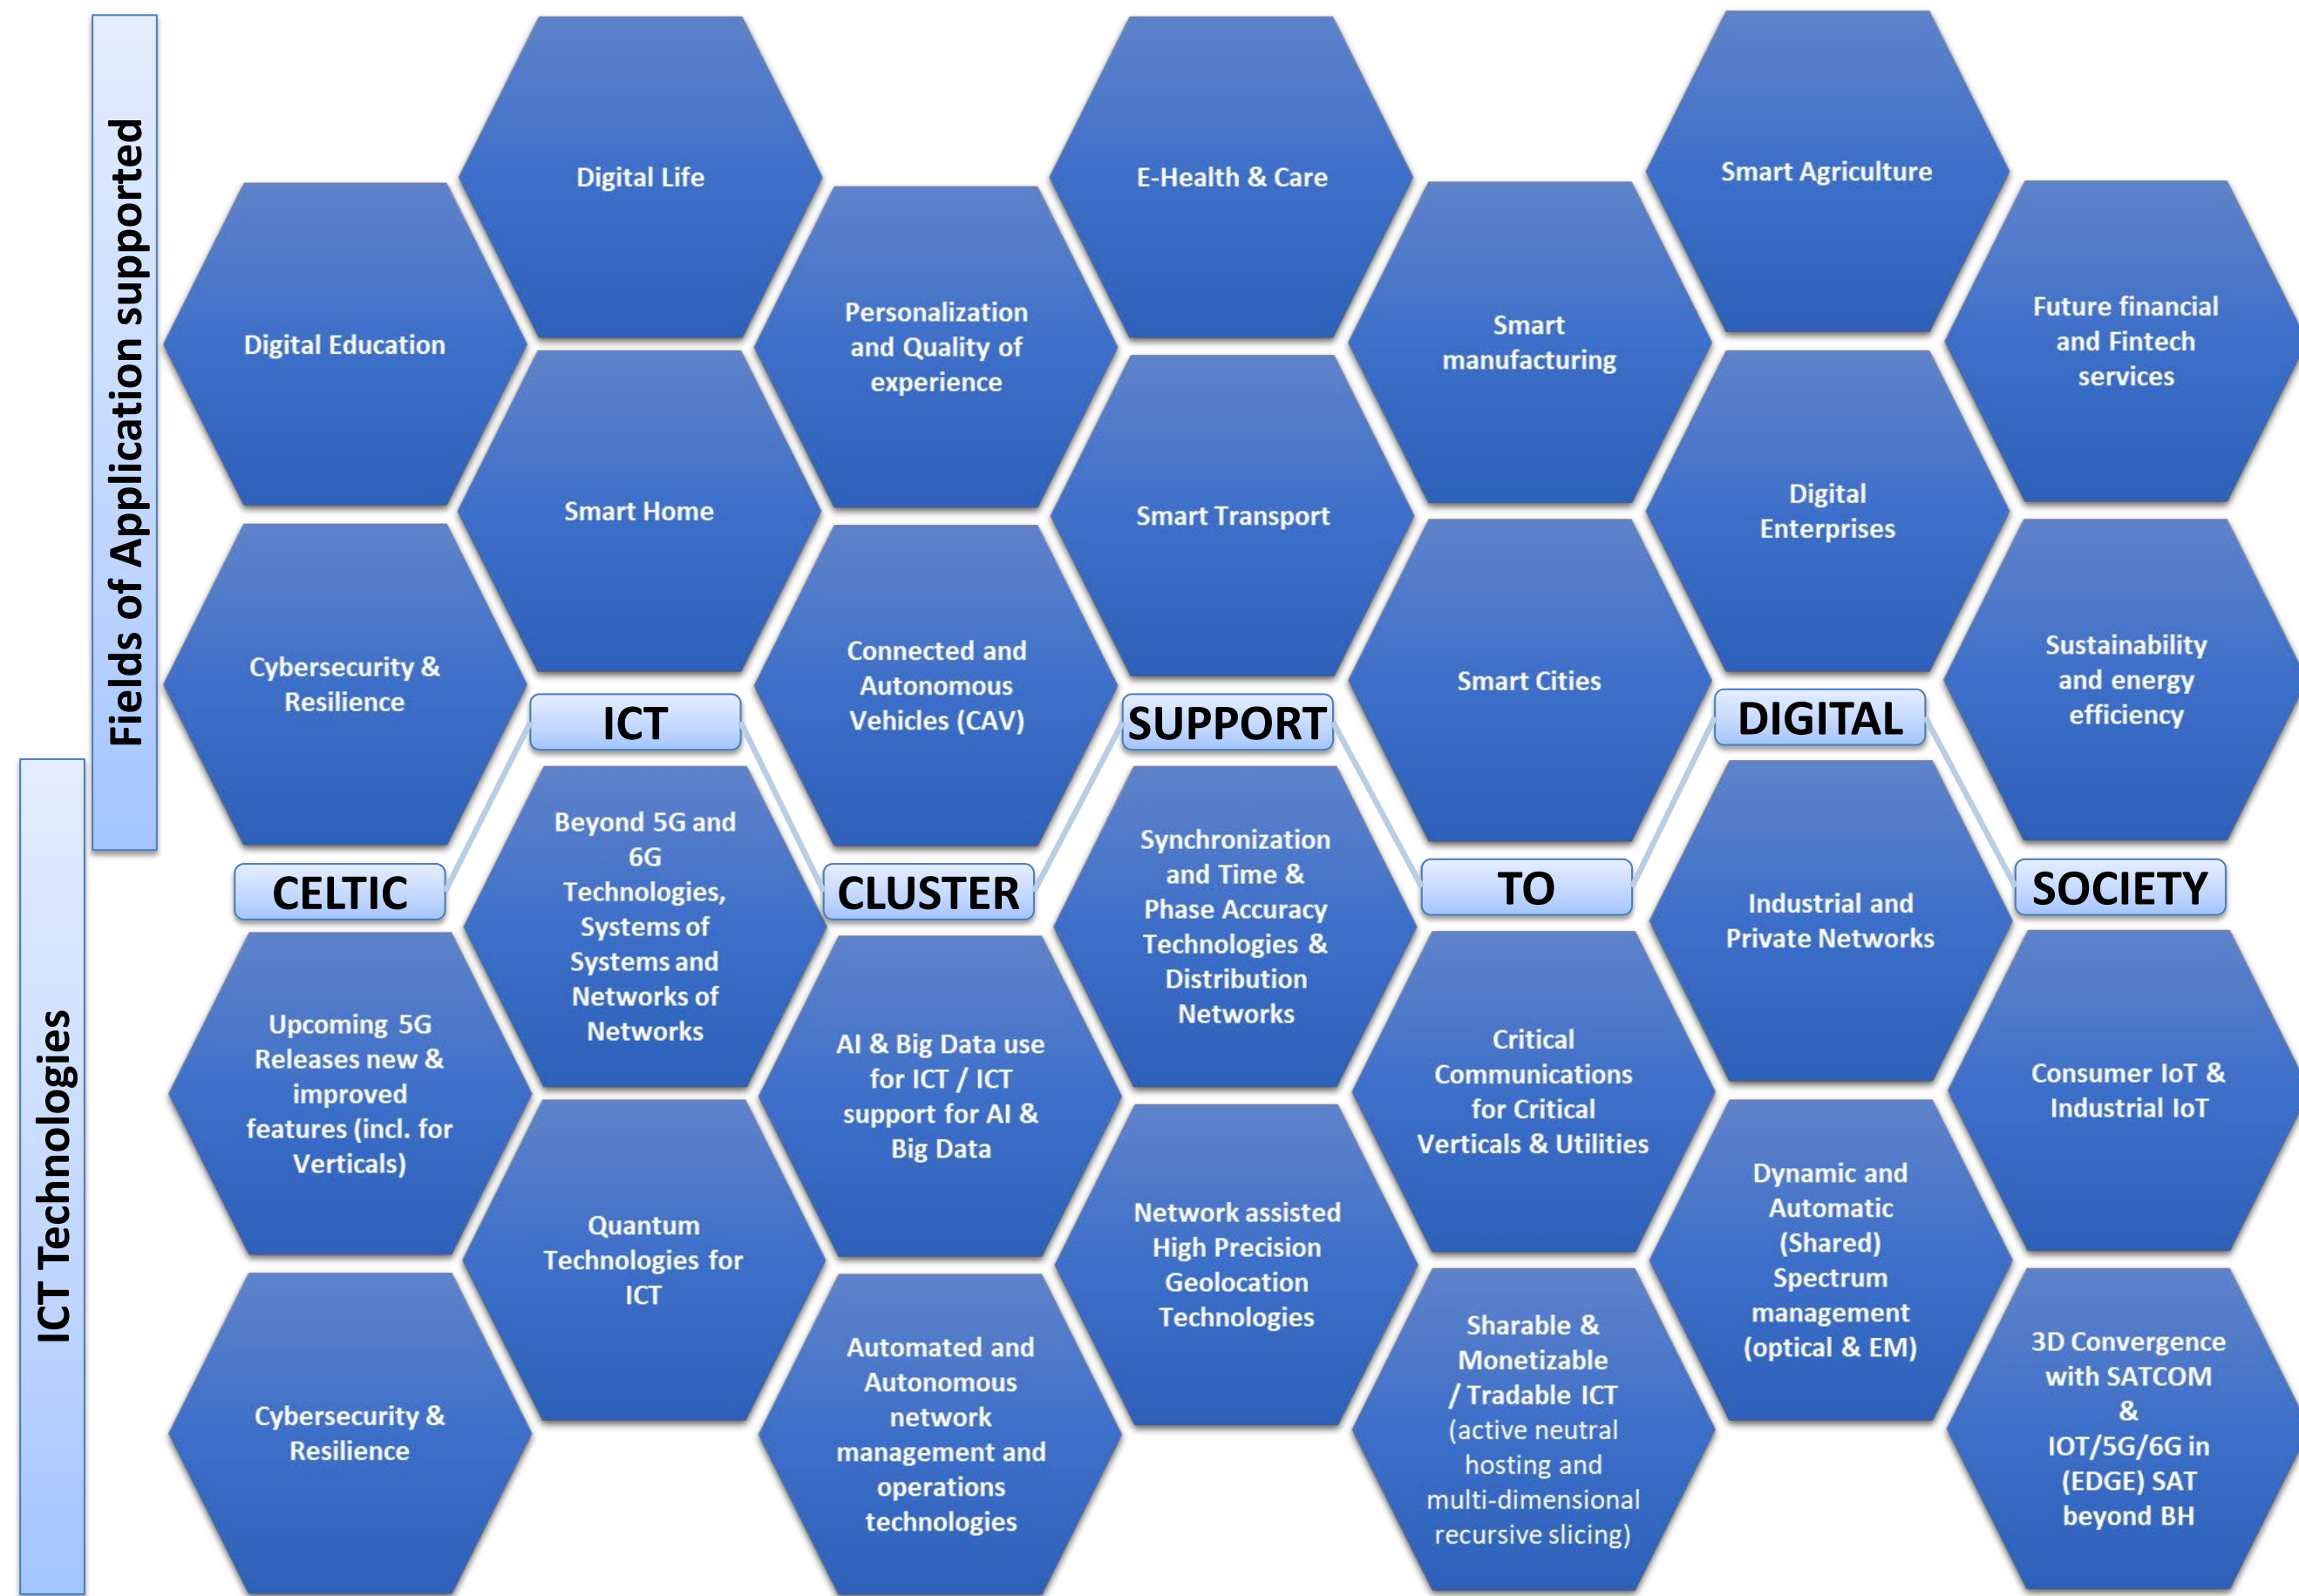 Fields of Application supported
Digital Life
E-Health & Care
Smart Agriculture
Digital Education
Personalization
and Quality of
experience
Smart
manufacturing
Future financial
and Fintech
services
Smart Home
Smart Transport
Digital
Enterprises
Cybersecurity &
Resilience
Connected and
Autonomous
Vehicles (CAV)
Smart Cities
Sustainability
and energy
efficiency
CELTIC
ICT
CLUSTER
SUPPORT
TO
DIGITAL
SOCIETY
ICT Technologies
Beyond 5G and
6G
Technologies,
Systems of
Systems and
Networks of
Networks
Synchronization
and Time &
Phase Accuracy
Technologies &
Distribution
Networks
Industrial and
Private Networks
Upcoming 5G
Releases new &
improved
features (incl. for
Verticals)
AI & Big Data use
for ICT / ICT
support for AI &
Big Data
Critical
Communications
for Critical
Verticals & Utilities
Consumer IoT &
Industrial IoT
Quantum
Technologies for
ICT
Network assisted
High Precision
Geolocation
Technologies
Dynamic and
Automatic
(Shared)
Spectrum
management
(optical & EM)
Cybersecurity &
Resilience
Automated and
Autonomous
network
management and
operations
technologies
Sharable &
Monetizable
/ Tradable ICT
(active neutral
hosting and
multi-dimensional
recursive slicing)
3D Convergence
with SATCOM
&
IOT/5G/6G in
(EDGE) SAT
beyond BH